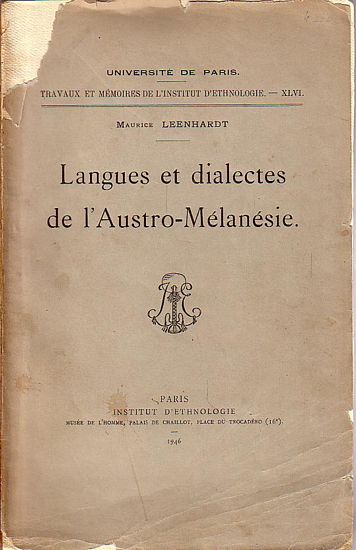 UNIVERSITÉ DE PARIS.
TRAVAUX ET MÉMOIRES DE L'INSTITUT D'ETHNOLOGIE. — XLVI.
MAURICE LEENHARDT
Langues et dialectes
de l'Austro-Mélanésie.
PARIS
INSTITUT D'ETHNOLOGIE
MUSÉE DE L'HOMME, PALAIS DE CHAILLOT, PLACE DU TROCADÉRO (16e).
1946